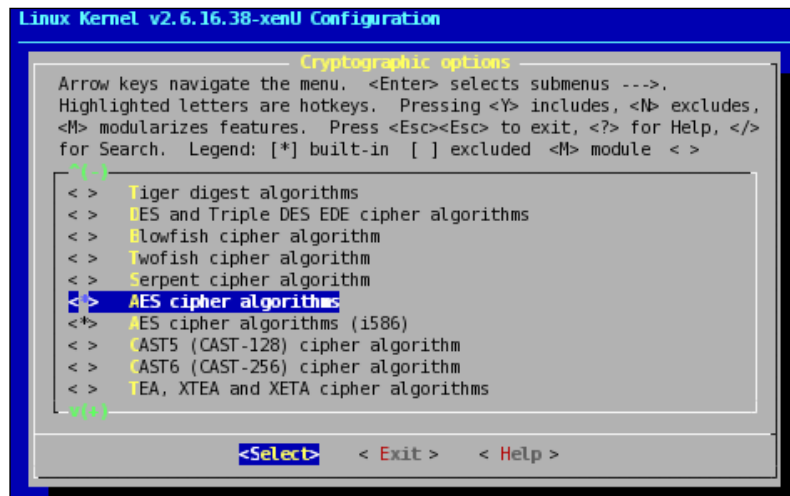 Linux Kernel v2.6.16.38-xenU Configuration
Cryptographic options
Arrow keys navigate the menu.  <Enter> selects submenus --->.
Highlighted letters are hotkeys.  Pressing <Y> includes, <N> excludes,
<M> modularizes features.  Press <Esc><Esc> to exit, <?> for Help, </>
for Search.  Legend: [*] built-in  [ ] excluded  <M> module  < >
^(-)
< >   Tiger digest algorithms
< >   DES and Triple DES EDE cipher algorithms
< >   Blowfish cipher algorithm
< >   Twofish cipher algorithm
< >   Serpent cipher algorithm
<*>   AES cipher algorithms
<*>   AES cipher algorithms (i586)
< >   CAST5 (CAST-128) cipher algorithm
< >   CAST6 (CAST-256) cipher algorithm
< >   TEA, XTEA and XETA cipher algorithms
v(+)
<Select>    < Exit >    < Help >